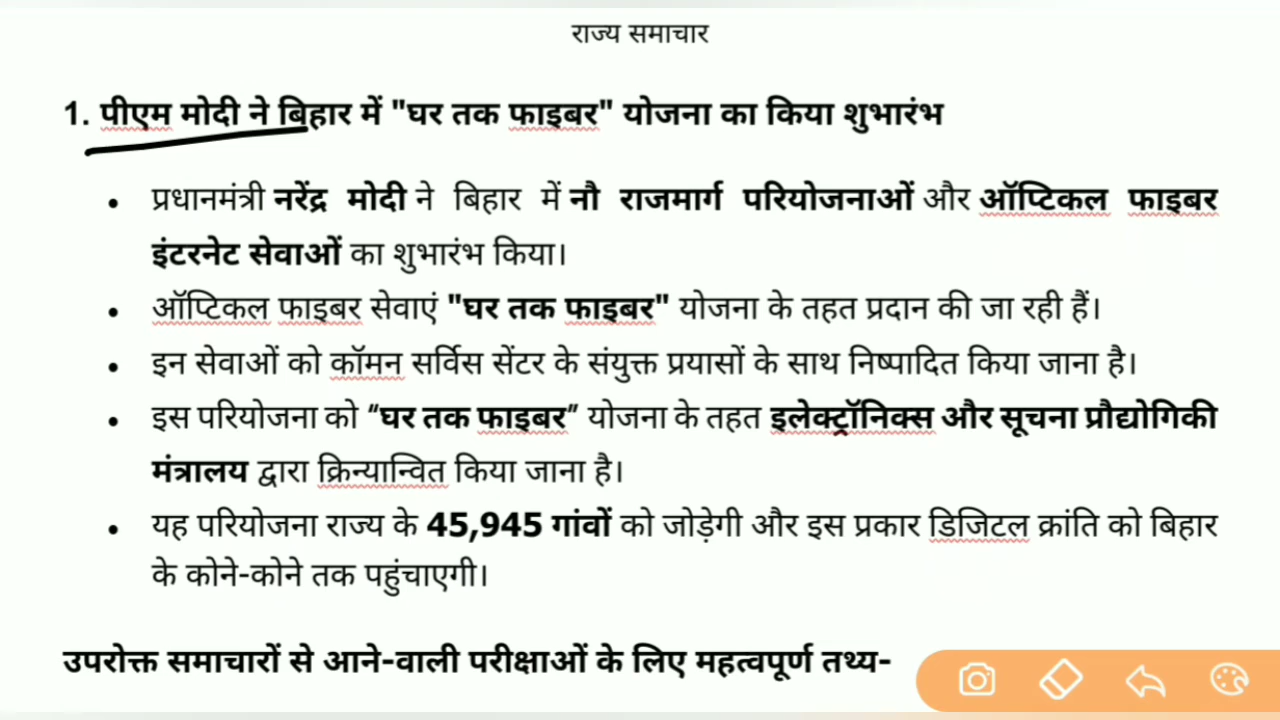 राज्य समाचार
1. पीएम मोदी ने बिहार में "घर तक फाइबर" योजना का किया शुभारंभ
• प्रधानमंत्री नरेंद्र मोदी ने बिहार में नौ राजमार्ग परियोजनाओं और ऑप्टिकल फाइबर
इंटरनेट सेवाओं का शुभारंभ किया।
• ऑप्टिकल फाइबर सेवाएं "घर तक फाइबर" योजना के तहत प्रदान की जा रही हैं।
• इन सेवाओं को कॉमन सर्विस सेंटर के संयुक्त प्रयासों के साथ निष्पादित किया जाना है।
• इस परियोजना को “घर तक फाइबर” योजना के तहत इलेक्ट्रॉनिक्स और सूचना प्रौद्योगिकी
मंत्रालय द्वारा क्रिन्यान्वित किया जाना है।
• यह परियोजना राज्य के 45,945 गांवों को जोड़ेगी और इस प्रकार डिजिटल क्रांति को बिहार
के कोने-कोने तक पहुंचाएगी।
उपरोक्त समाचारों से आने-वाली परीक्षाओं के लिए महत्वपूर्ण तथ्य-